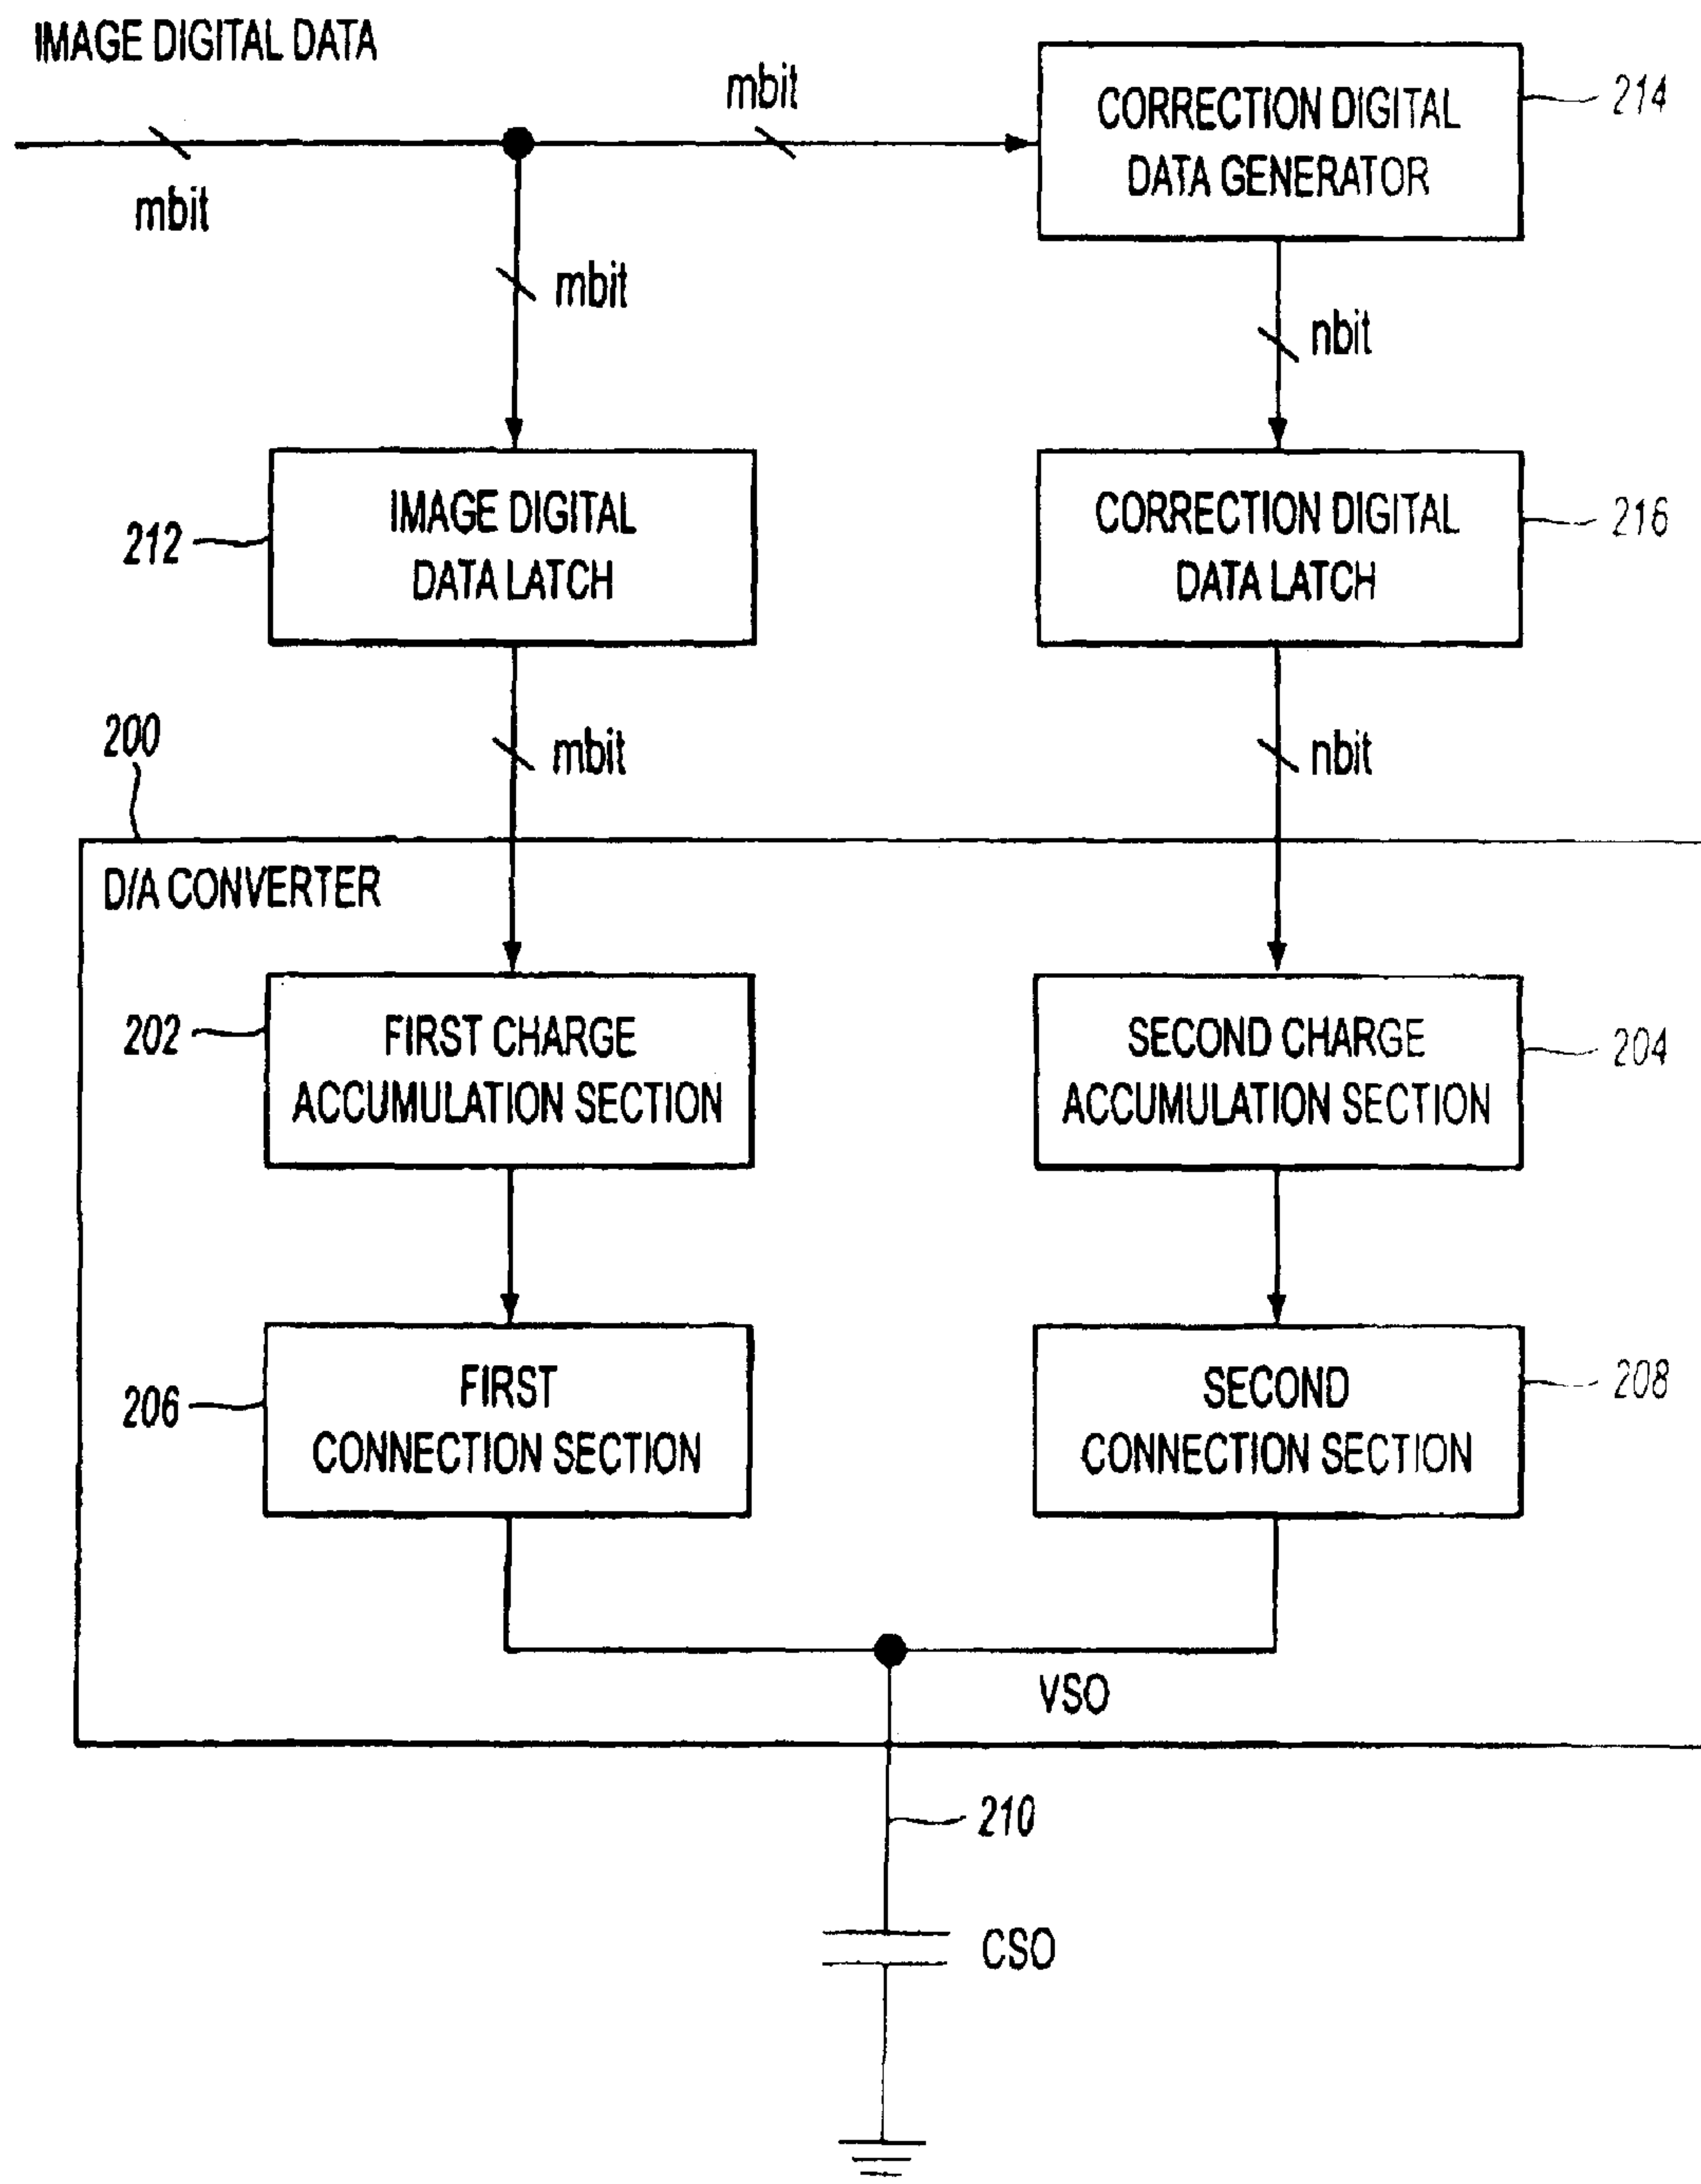 IMAGE DIGITAL DATA
mbit
mbit
CORRECTION DIGITAL
DATA GENERATOR
214
mbit
nbit
212
IMAGE DIGITAL
DATA LATCH
CORRECTION DIGITAL
DATA LATCH
216
200
mbit
nbit
D/A CONVERTER
202
FIRST CHARGE
ACCUMULATION SECTION
SECOND CHARGE
ACCUMULATION SECTION
204
206
FIRST
CONNECTION SECTION
SECOND
CONNECTION SECTION
208
VSO
210
CSO